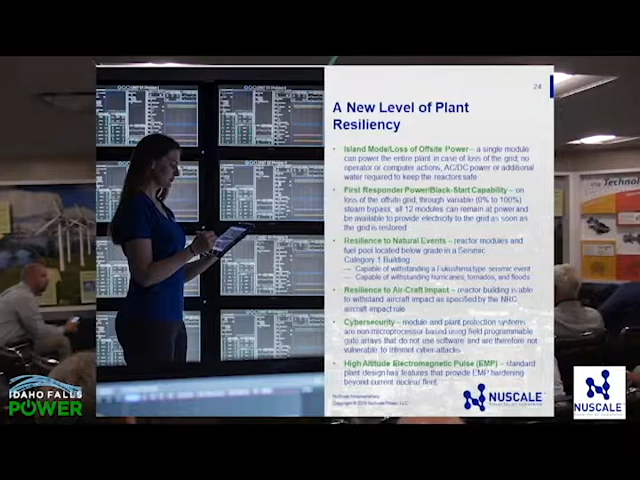 24
A New Level of Plant
Resiliency
Island Mode/Loss of Offsite Power – a single module
can power the entire plant in case of loss of the grid; no
operator or computer actions, AC/DC power or additional
water required to keep the reactors safe
First Responder Power/Black-Start Capability – on
loss of the offsite grid, through variable (0% to 100%)
steam bypass, all 12 modules can remain at power and
be available to provide electricity to the grid as soon as
the grid is restored
Resilience to Natural Events – reactor modules and
fuel pool located below grade in a Seismic
Category 1 Building
— Capable of withstanding a Fukushima type seismic event
— Capable of withstanding hurricanes, tornados, and floods
Resilience to Air-Craft Impact – reactor building is able
to withstand aircraft impact as specified by the NRC
aircraft impact rule
Cybersecurity – module and plant protection systems
are non-microprocessor based using field programmable
gate arrays that do not use software and are therefore not
vulnerable to internet cyber-attacks
High Altitude Electromagnetic Pulse (EMP) – standard
plant design has features that provide EMP hardening
beyond current nuclear fleet
NuScale Nonproprietary
NUSCALE
IDAHO FALLS
POWER
NUSCALE
the Technology